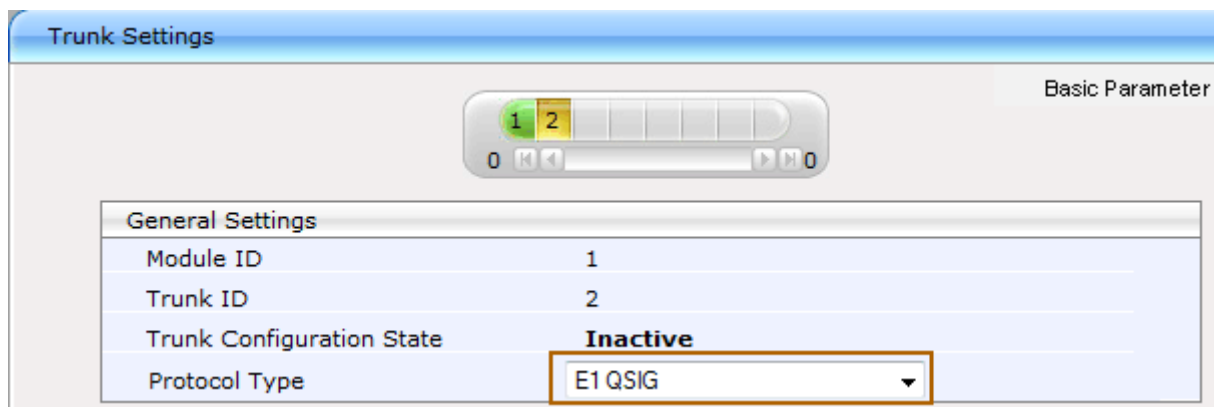 Trunk Settings
Basic Parameter
1 2
0 0
General Settings
Module ID 1
Trunk ID 2
Trunk Configuration State Inactive
Protocol Type E1 QSIG